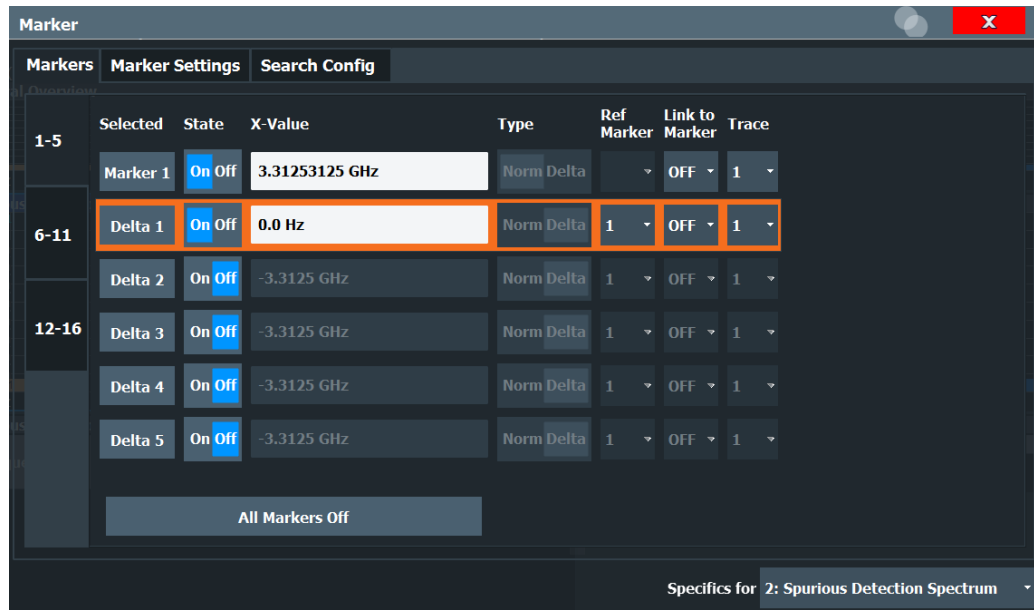 Marker X
Markers Marker Settings Search Config
Selected State X-Value Type Ref Marker Link to Marker Trace
1-5
Marker 1 On Off 3.31253125 GHz Norm Delta OFF 1
6-11
Delta 1 On Off 0.0 Hz Norm Delta 1 OFF 1
Delta 2 On Off -3.3125 GHz Norm Delta 1 OFF 1
12-16
Delta 3 On Off -3.3125 GHz Norm Delta 1 OFF 1
Delta 4 On Off -3.3125 GHz Norm Delta 1 OFF 1
Delta 5 On Off -3.3125 GHz Norm Delta 1 OFF 1
All Markers Off
Specifics for 2: Spurious Detection Spectrum